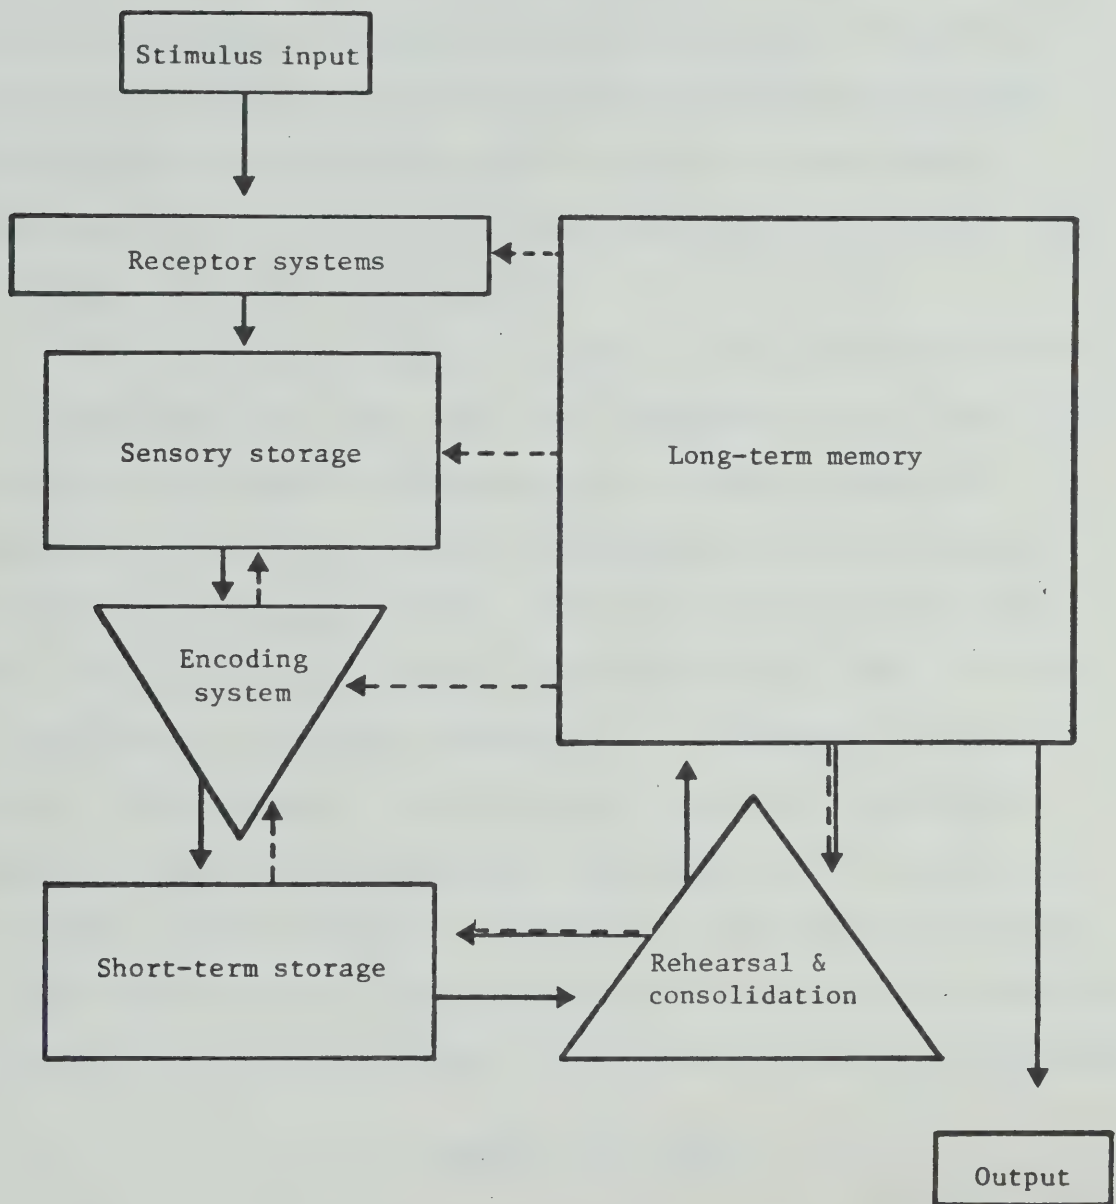 Stimulus input
Receptor systems
Sensory storage
Long-term memory
Encoding
system
Short-term storage
Rehearsal &
consolidation
Output